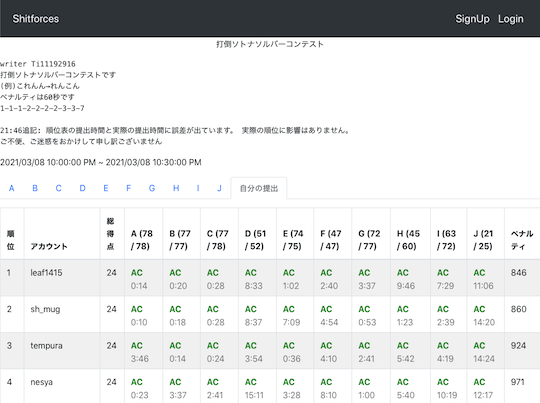 Shitforces SignUp Login
打倒ソトナソルバーコンテスト
writer Ti11192916
打倒ソトナソルバーコンテストです
(例)これんん→れんこん
ペナルティは60秒です
1-1-1-2-2-2-2-3-3-7
21:46追記: 順位表の提出時間と実際の提出時間に誤差が出ています。 実際の順位に影響はありません。
ご不便、ご迷惑をおかけして申し訳ございません
2021/03/08 10:00:00 PM ~ 2021/03/08 10:30:00 PM
A B C D E F G H I J 自分の提出
順位 アカウント 総得点 A (78 / 78) B (77 / 77) C (77 / 78) D (51 / 52) E (74 / 75) F (47 / 47) G (72 / 77) H (45 / 60) I (63 / 72) J (21 / 25) ペナルティ
1 leaf1415 24 AC AC AC AC AC AC AC AC AC AC 846
0:14 0:20 0:28 8:33 1:02 2:40 3:37 9:46 7:29 11:06
2 sh_mug 24 AC AC AC AC AC AC AC AC AC AC 860
0:10 0:18 0:28 8:37 7:09 4:54 0:53 1:23 2:39 14:20
3 tempura 24 AC AC AC AC AC AC AC AC AC AC 924
3:46 0:14 0:24 3:54 0:36 4:10 2:41 5:42 4:19 14:24
4 nesya 24 AC AC AC AC AC AC AC AC AC AC 971
0:23 3:37 2:41 15:11 3:28 8:10 1:00 5:40 10:19 12:17